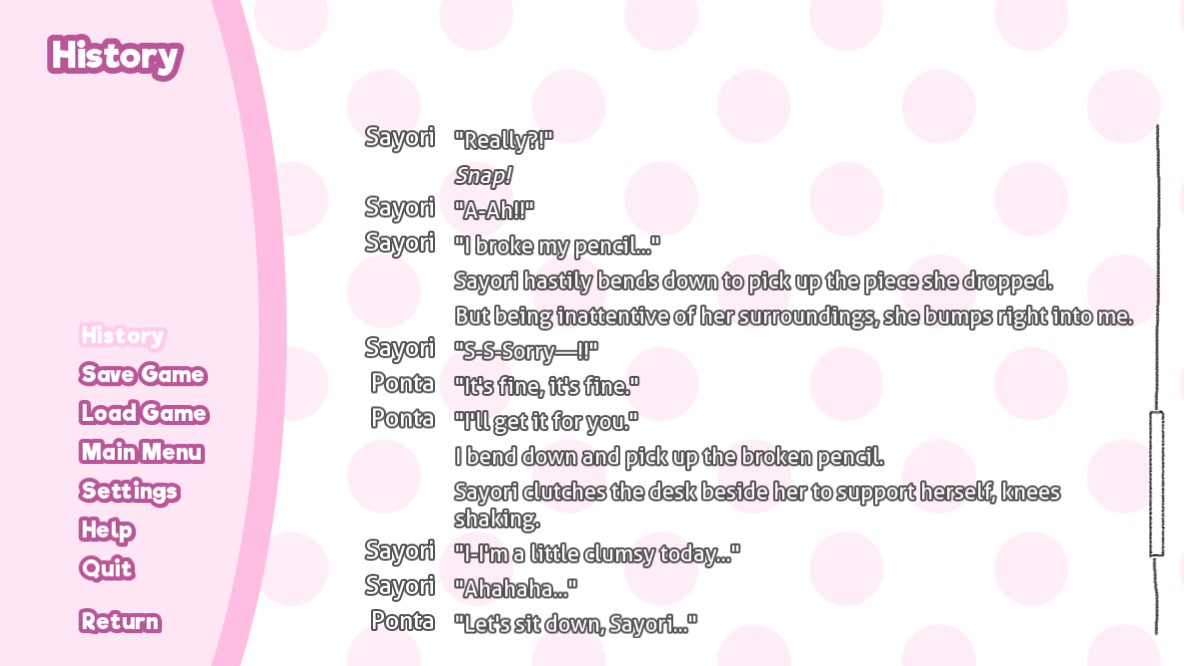 History
History
Save Game
Load Game
Main Menu
Settings
Help
Quit
Return
Sayori "Really?!"
Snap!
Sayori "A-Ah!!"
Sayori "I broke my pencil..."
Sayori hastily bends down to pick up the piece she dropped.
But being inattentive of her surroundings, she bumps right into me.
Sayori "S-S-Sorry—!!"
Ponta "It's fine, it's fine."
Ponta "I'll get it for you."
I bend down and pick up the broken pencil.
Sayori clutches the desk beside her to support herself, knees
shaking.
Sayori "I-I'm a little clumsy today..."
Sayori "Ahahaha..."
Ponta "Let's sit down, Sayori..."